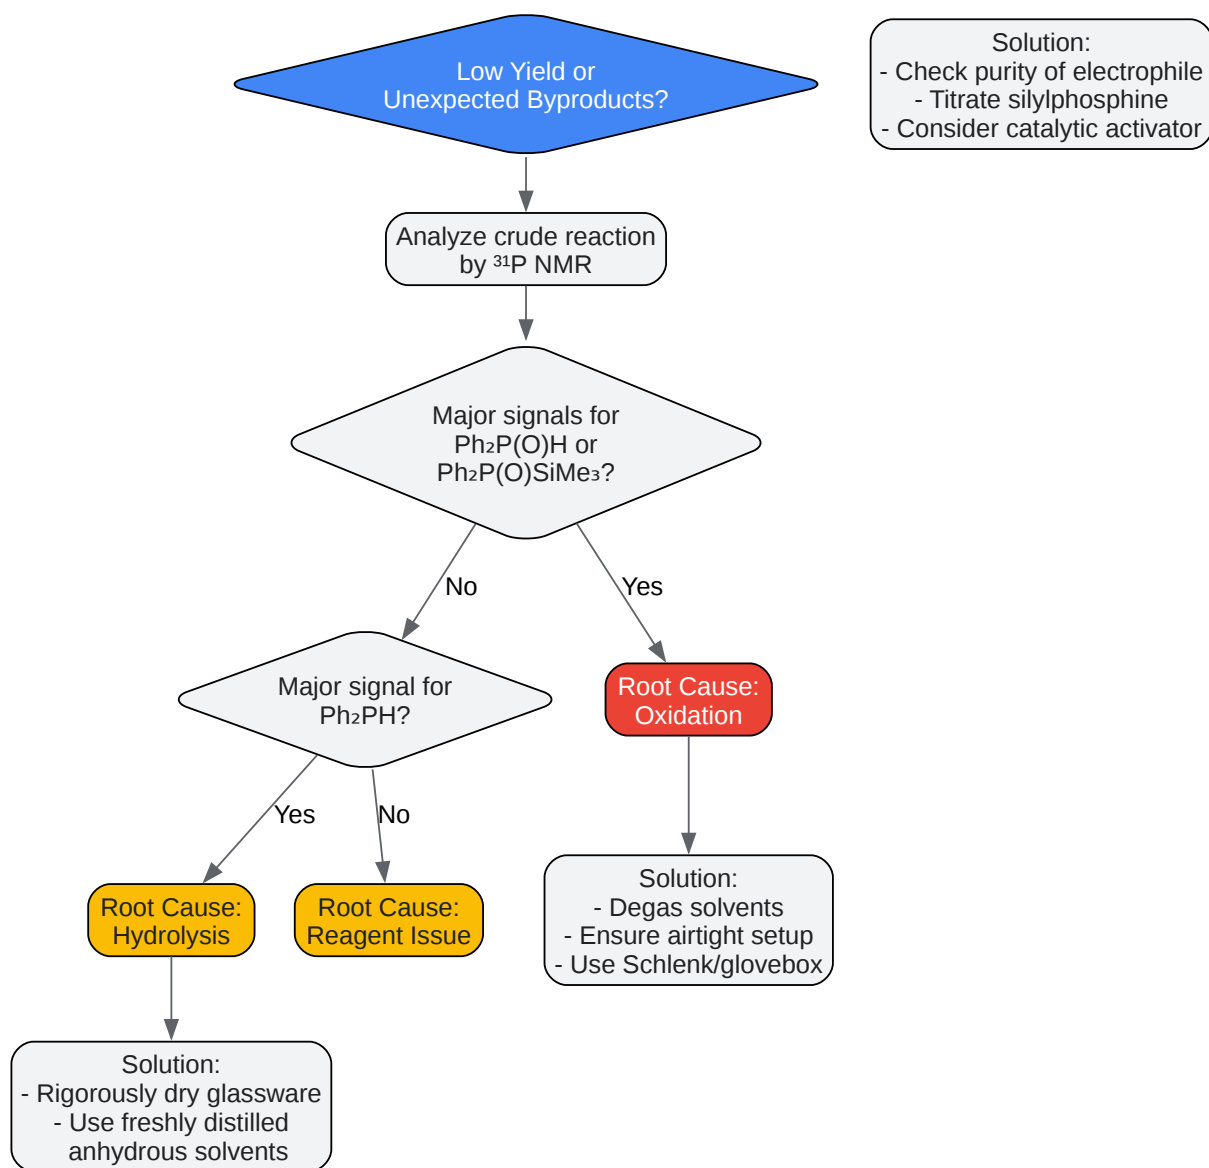 Low Yield or
Unexpected Byproducts?
Solution:
- Check purity of electrophile
- Titrate silylphosphine
- Consider catalytic activator
Analyze crude reaction
by ³¹P NMR
Major signals for
Ph₂P(O)H or
Ph₂P(O)SiMe₃?
No
Yes
Major signal for
Ph₂PH?
Root Cause:
Oxidation
Yes
No
Root Cause:
Hydrolysis
Root Cause:
Reagent Issue
Solution:
- Degas solvents
- Ensure airtight setup
- Use Schlenk/glovebox
Solution:
- Rigorously dry glassware
- Use freshly distilled
anhydrous solvents